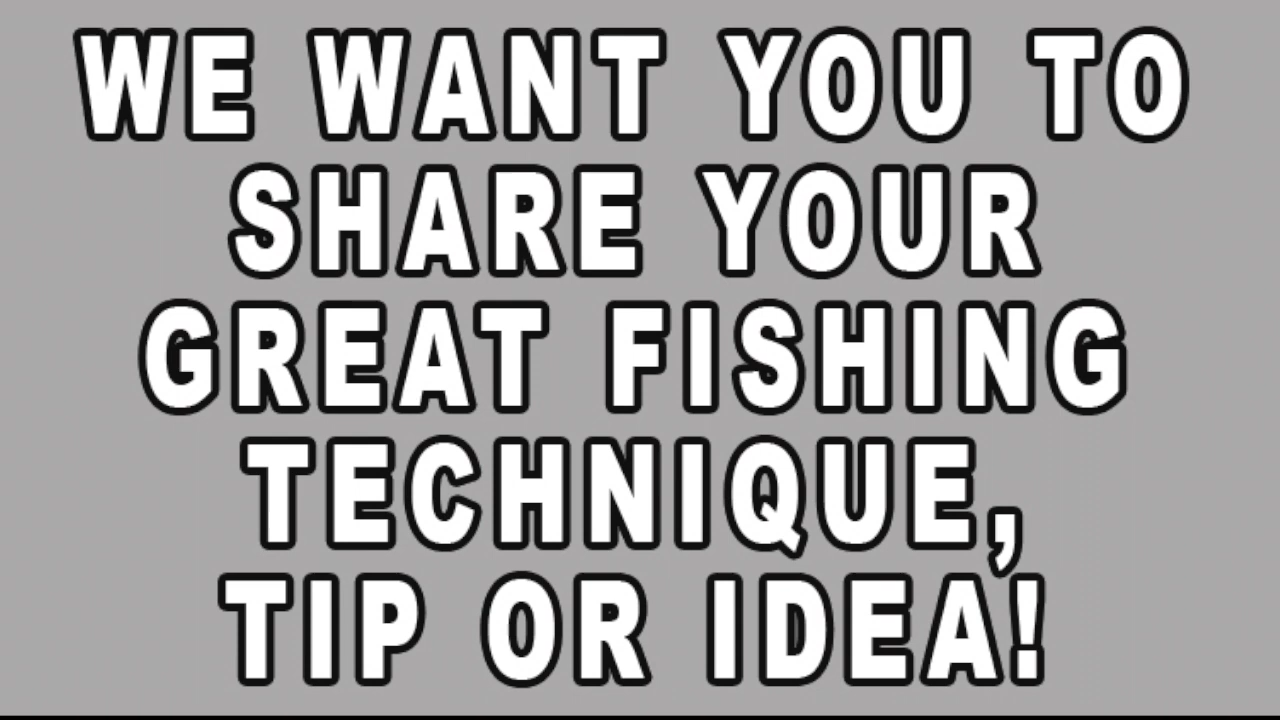 WE WANT YOU TO
SHARE YOUR
GREAT FISHING
TECHNIQUE,
TIP OR IDEA!